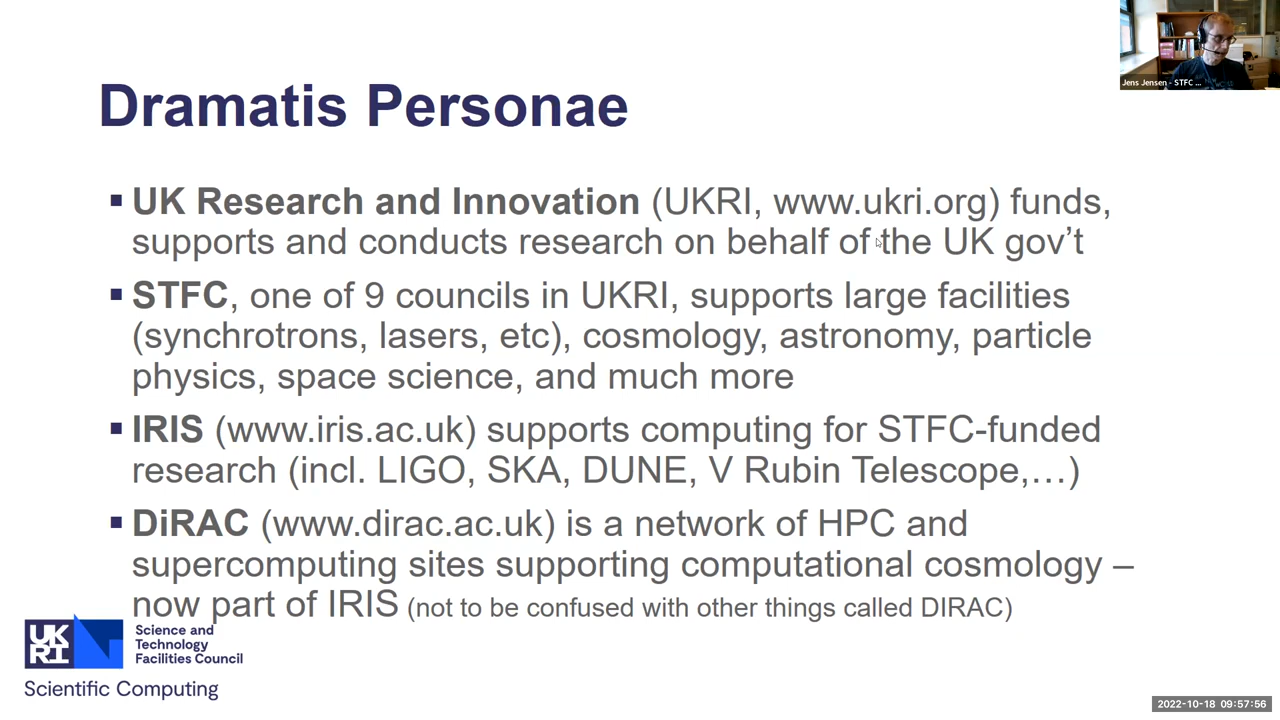 Jens Jensen - STFC ...
Dramatis Personae
▪ UK Research and Innovation (UKRI, www.ukri.org) funds,
supports and conducts research on behalf of the UK gov’t
▪ STFC, one of 9 councils in UKRI, supports large facilities
(synchrotrons, lasers, etc), cosmology, astronomy, particle
physics, space science, and much more
▪ IRIS (www.iris.ac.uk) supports computing for STFC-funded
research (incl. LIGO, SKA, DUNE, V Rubin Telescope,…)
▪ DiRAC (www.dirac.ac.uk) is a network of HPC and
supercomputing sites supporting computational cosmology –
now part of IRIS (not to be confused with other things called DIRAC)
UK
RI
Science and
Technology
Facilities Council
Scientific Computing
2022-10-18 09:57:56